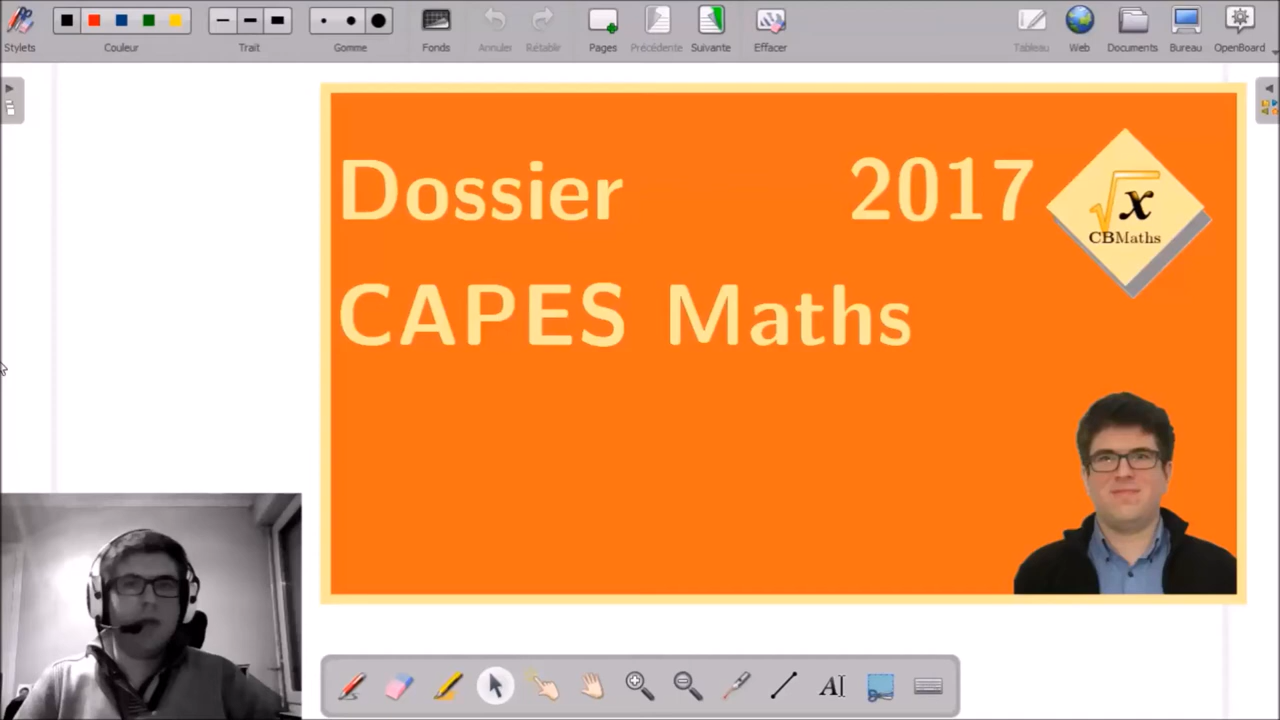 Stylets
Couleur
Trait
Gomme
Fonds
Annuler
Rétablir
Pages
Précédente
Suivante
Effacer
Tableau
Web
Documents
Bureau
OpenBoard
Dossier 2017
√x
CBMaths
CAPES Maths
AI